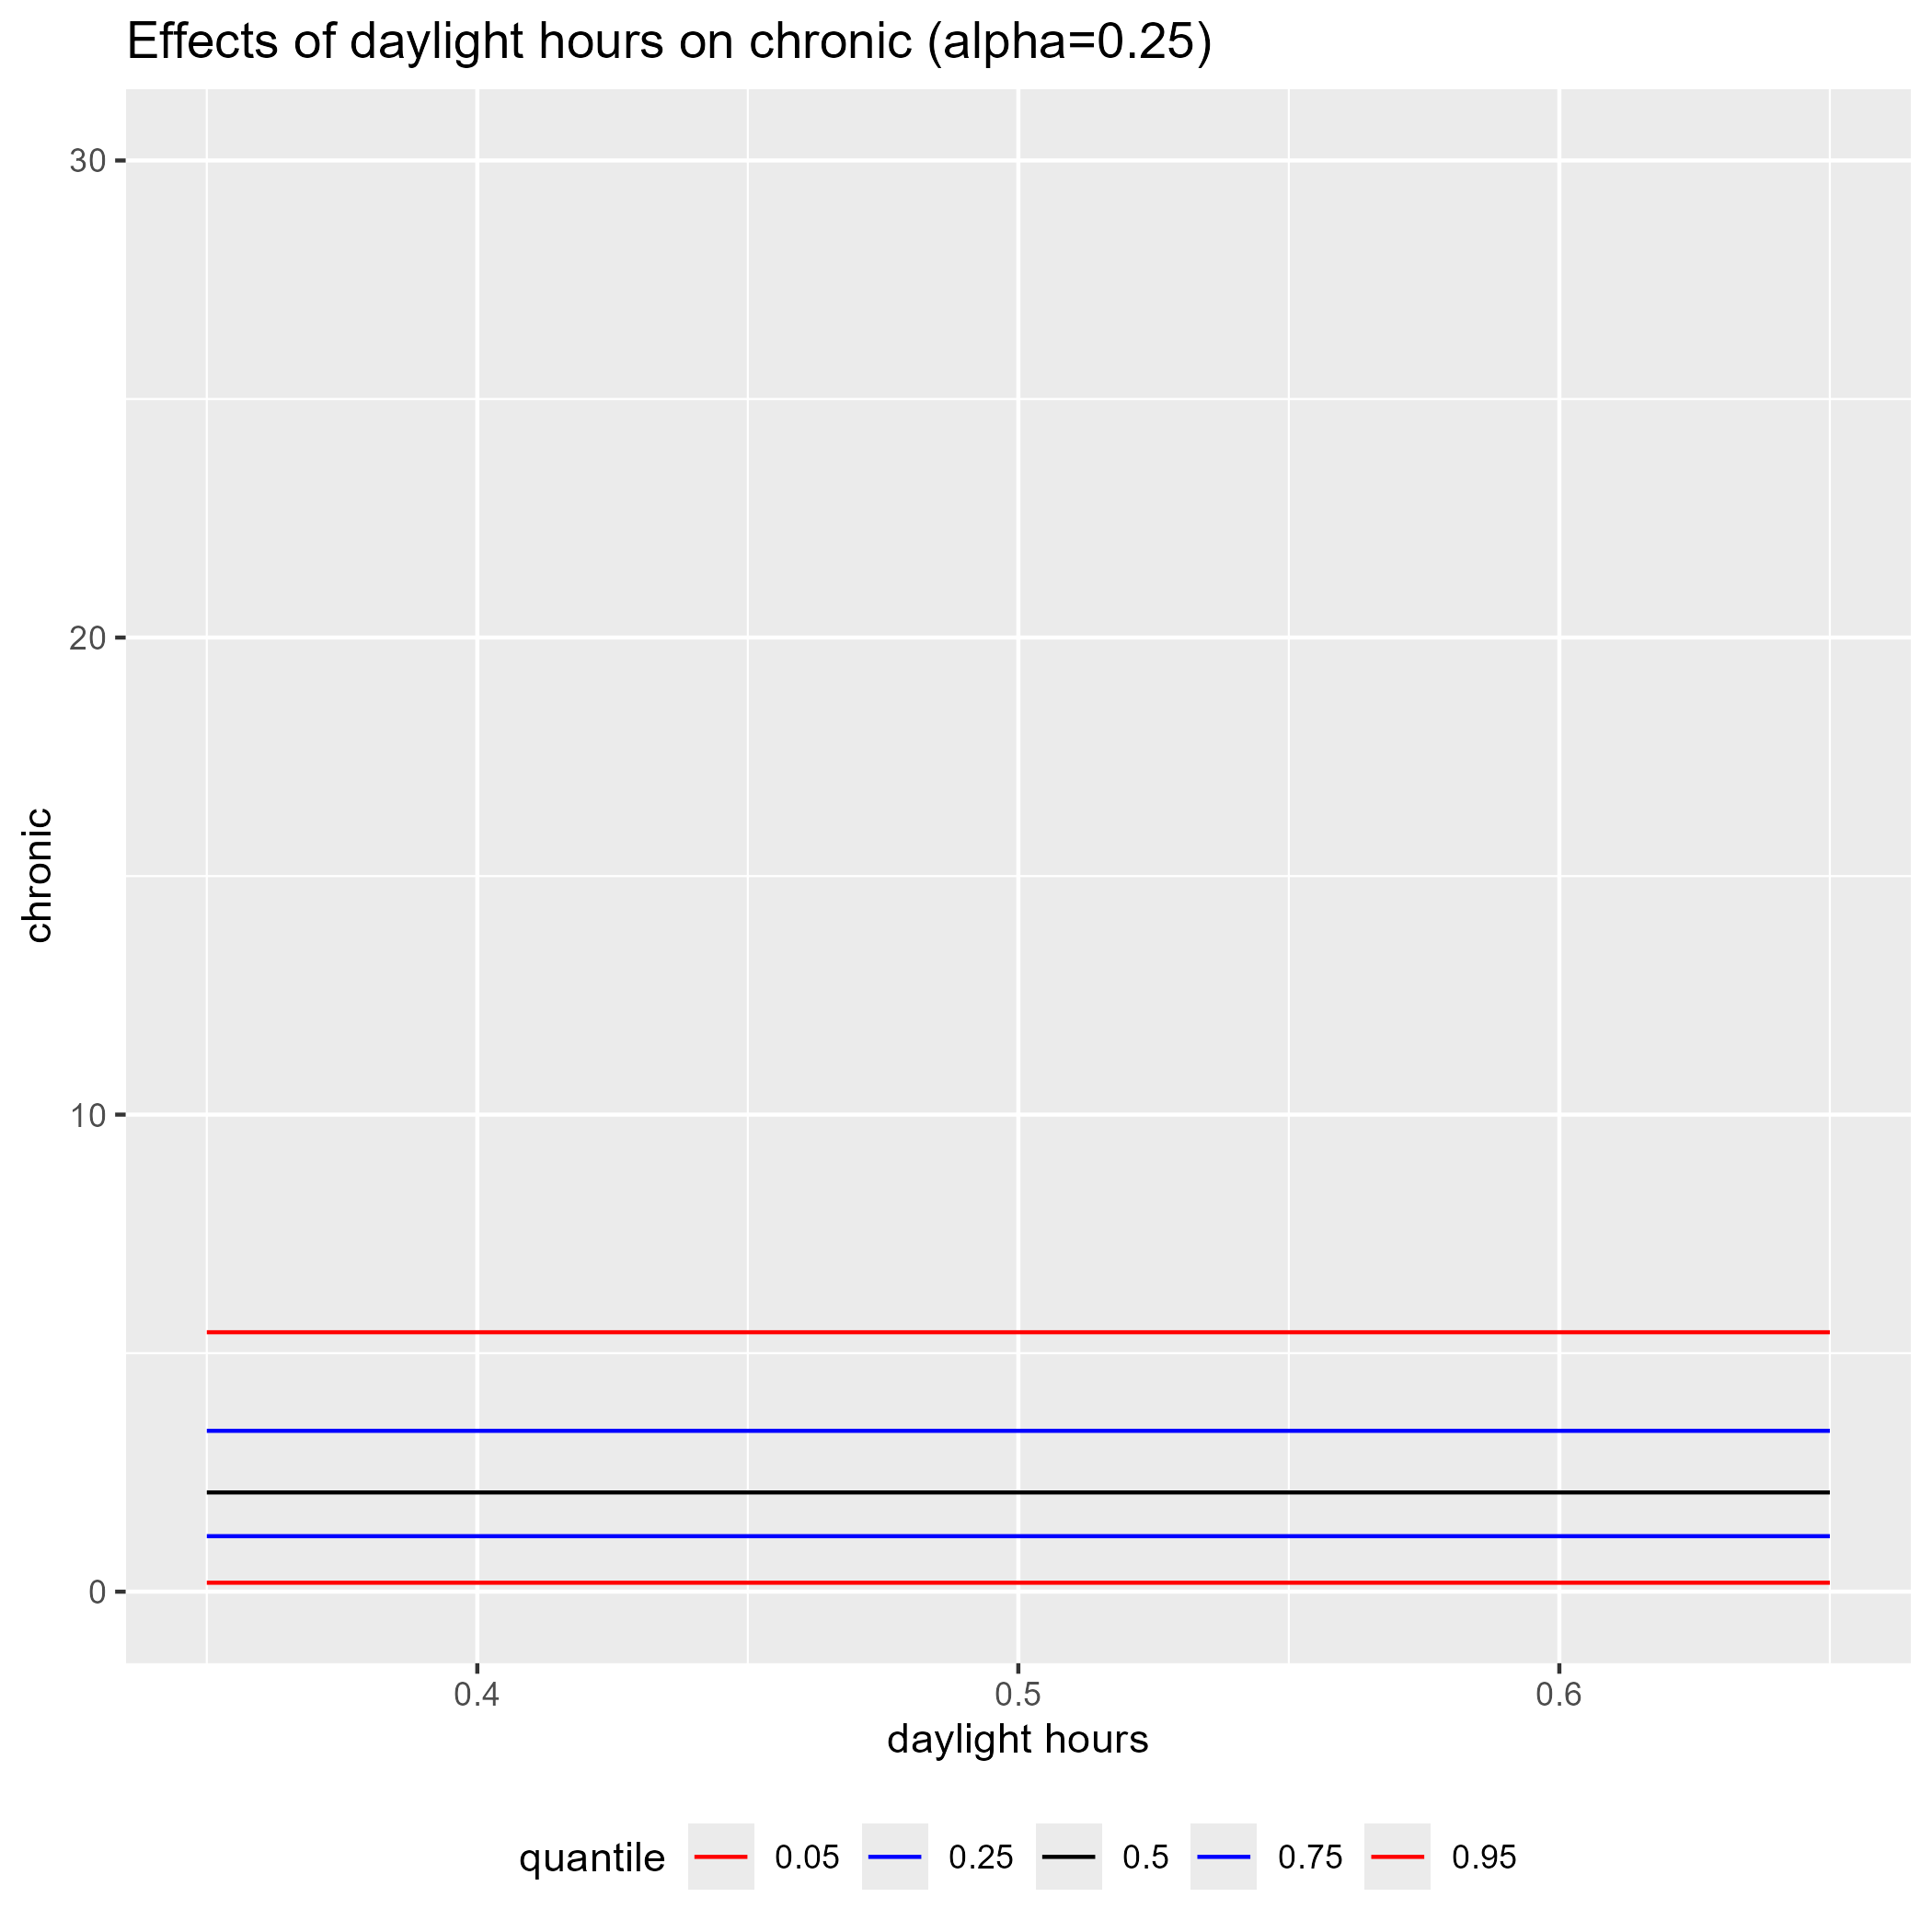 Effects of daylight hours on chronic (alpha=0.25)
30
20
10
0
chronic
0.4 0.5 0.6
daylight hours
quantile 0.05 0.25 0.5 0.75 0.95